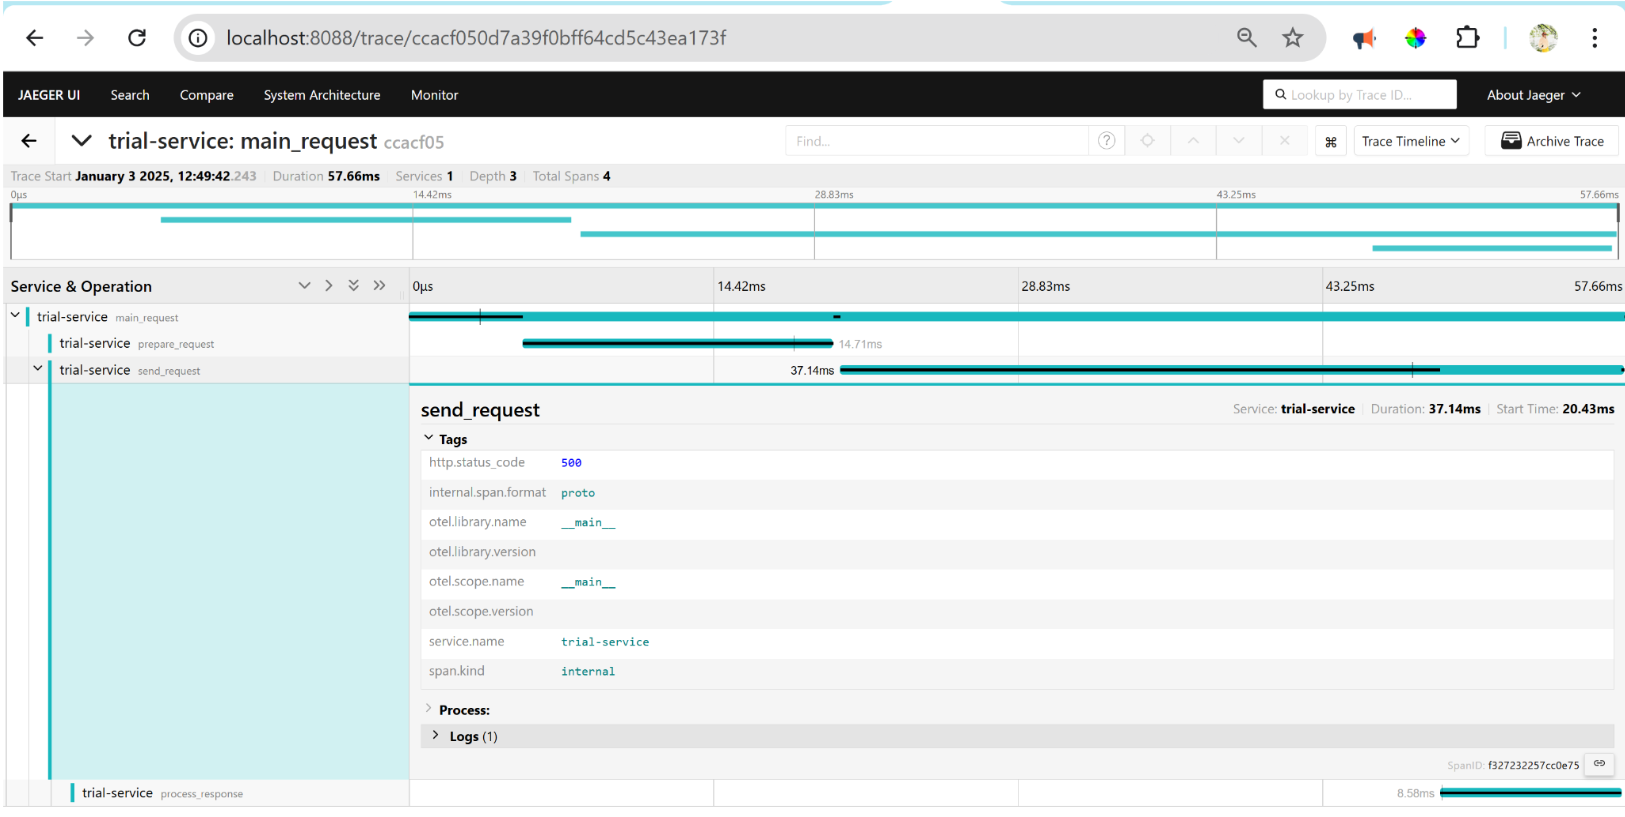 localhost:8088/trace/ccacf050d7a39f0bff64cd5c43ea173f
JAEGER UI Search Compare System Architecture Monitor Lookup by Trace ID... About Jaeger
trial-service: main_request ccacf05 Find... Trace Timeline Archive Trace
Trace Start January 3 2025, 12:49:42.243 Duration 57.66ms Services 1 Depth 3 Total Spans 4
0μs 14.42ms 28.83ms 43.25ms 57.66ms
Service & Operation 0μs 14.42ms 28.83ms 43.25ms 57.66ms
trial-service main_request
trial-service prepare_request 14.71ms
trial-service send_request 37.14ms
send_request Service: trial-service Duration: 37.14ms Start Time: 20.43ms
Tags
http.status_code 500
internal.span.format proto
otel.library.name __main__
otel.library.version
otel.scope.name __main__
otel.scope.version
service.name trial-service
span.kind internal
Process:
Logs (1)
SpanID: f327232257cc0e75
trial-service process_response 8.58ms